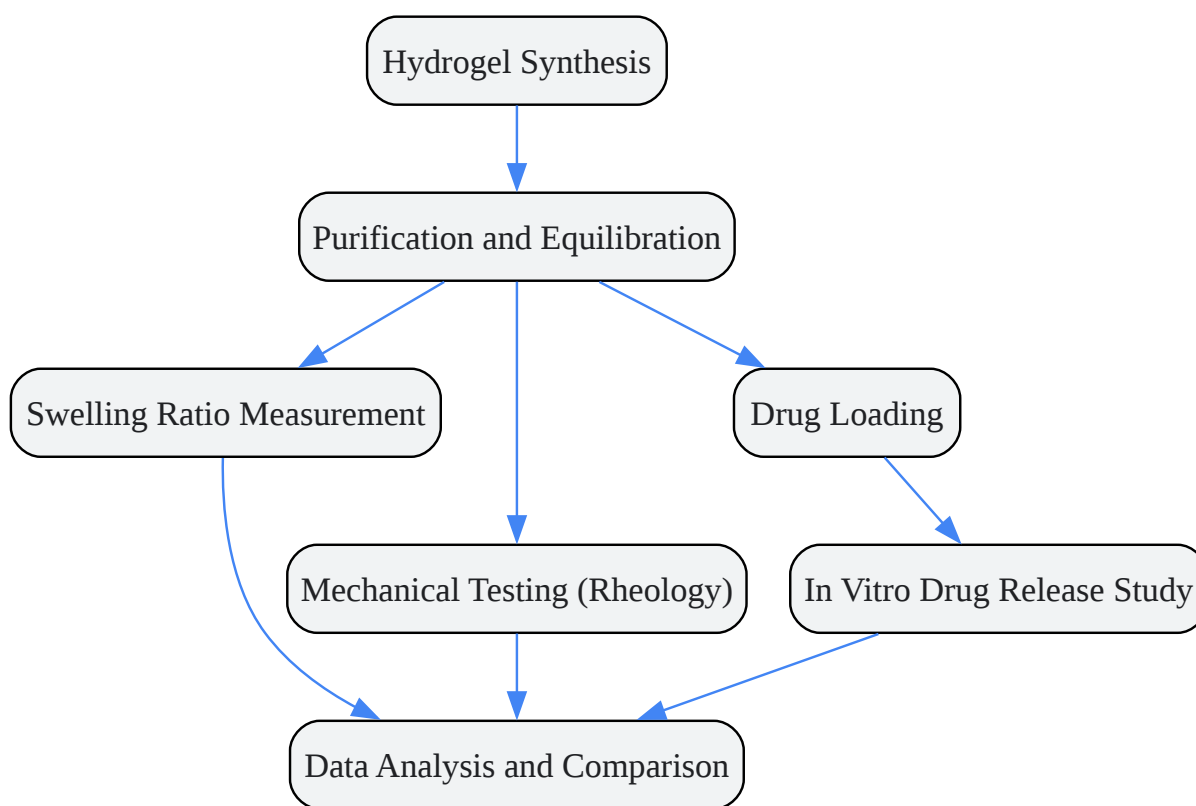 Hydrogel Synthesis
Purification and Equilibration
Swelling Ratio Measurement
Drug Loading
Mechanical Testing (Rheology)
In Vitro Drug Release Study
Data Analysis and Comparison